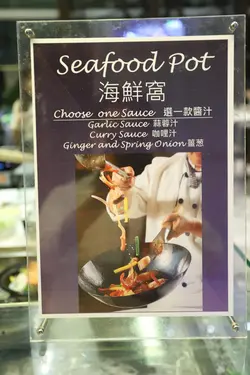 Seafood Pot
海鮮窩
Choose one Sauce 選一款醬汁
Garlic Sauce 蒜蓉汁
Curry Sauce 咖哩汁
Ginger and Spring Onion 薑葱